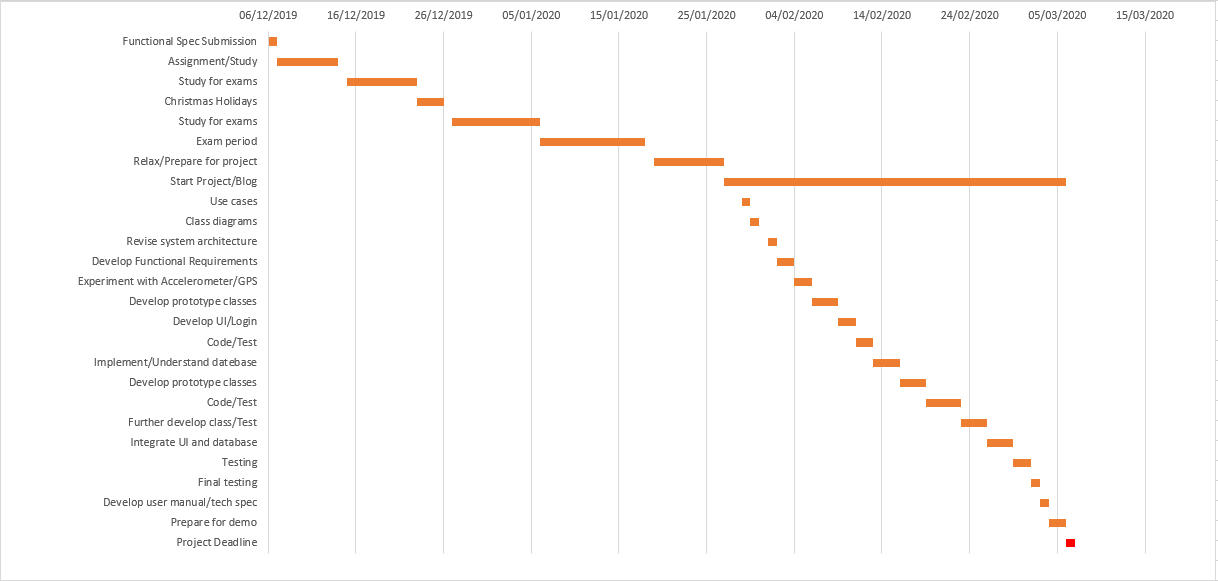 06/12/2019 16/12/2019 26/12/2019 05/01/2020 15/01/2020 25/01/2020 04/02/2020 14/02/2020 24/02/2020 05/03/2020 15/03/2020
Functional Spec Submission
Assignment/Study
Study for exams
Christmas Holidays
Study for exams
Exam period
Relax/Prepare for project
Start Project/Blog
Use cases
Class diagrams
Revise system architecture
Develop Functional Requirements
Experiment with Accelerometer/GPS
Develop prototype classes
Develop UI/Login
Code/Test
Implement/Understand datebase
Develop prototype classes
Code/Test
Further develop class/Test
Integrate UI and database
Testing
Final testing
Develop user manual/tech spec
Prepare for demo
Project Deadline